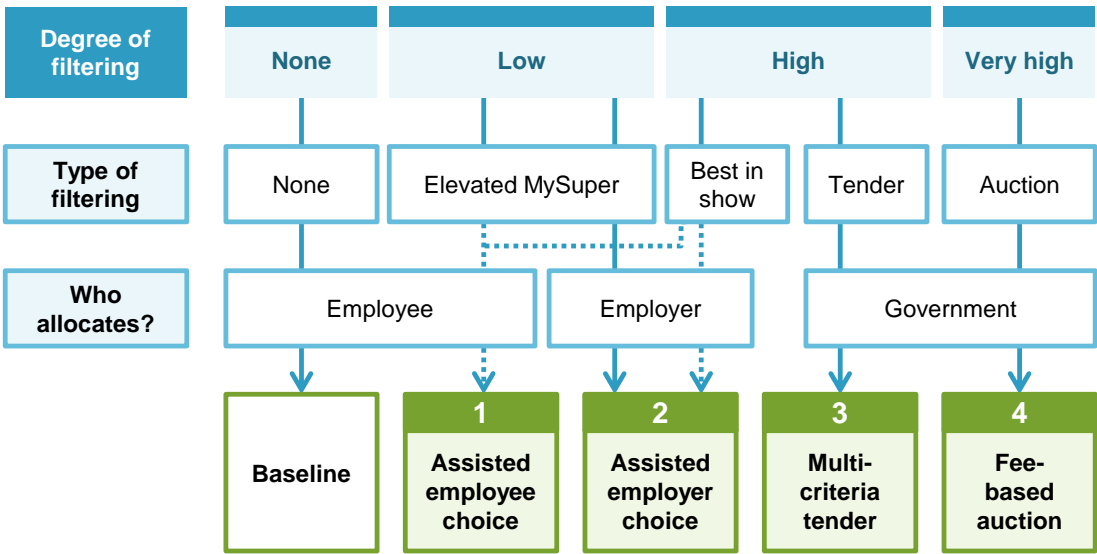 Degree of
filtering
None
Low
High
Very high
Type of
filtering
None
Elevated MySuper
Best in
show
Tender
Auction
Who
allocates?
Employee
Employer
Government
Baseline
1
Assisted
employee
choice
2
Assisted
employer
choice
3
Multi-
criteria
tender
4
Fee-
based
auction